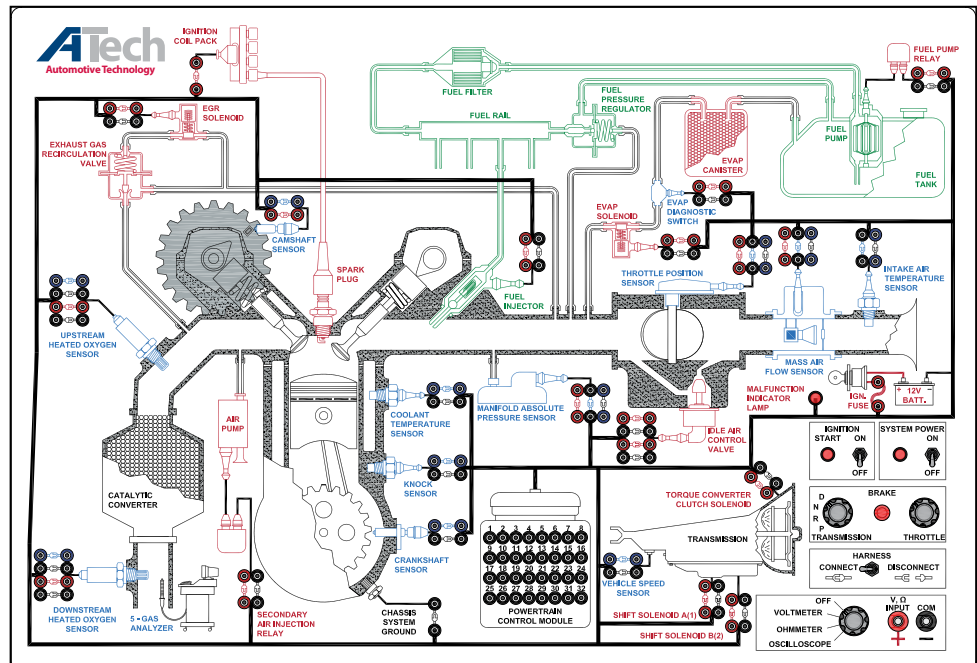 ATech
Automotive Technology
IGNITION
COIL PACK
EGR
SOLENOID
EXHAUST GAS
RECIRCULATION
VALVE
CAMSHAFT
SENSOR
SPARK
PLUG
FUEL FILTER
FUEL RAIL
FUEL
PRESSURE
REGULATOR
FUEL PUMP
RELAY
FUEL
PUMP
FUEL
TANK
EVAP
CANISTER
EVAP
DIAGNOSTIC
SWITCH
EVAP
SOLENOID
FUEL
INJECTOR
THROTTLE POSITION
SENSOR
INTAKE AIR
TEMPERATURE
SENSOR
MASS AIR
FLOW SENSOR
UPSTREAM
HEATED OXYGEN
SENSOR
AIR
PUMP
COOLANT
TEMPERATURE
SENSOR
MANIFOLD ABSOLUTE
PRESSURE SENSOR
IDLE AIR
CONTROL
VALVE
MALFUNCTION
INDICATOR
LAMP
IGN.
FUSE
+ -
12V
BATT.
KNOCK
SENSOR
CATALYTIC
CONVERTER
CRANKSHAFT
SENSOR
1 2 3 4 5 6 7 8
9 10 11 12 13 14 15 16
17 18 19 20 21 22 23 24
25 26 27 28 29 30 31 32
POWERTRAIN
CONTROL MODULE
TORQUE CONVERTER
CLUTCH SOLENOID
TRANSMISSION
VEHICLE SPEED
SENSOR
SHIFT SOLENOID A(1)
SHIFT SOLENOID B(2)
DOWNSTREAM
HEATED OXYGEN
SENSOR
5 - GAS
ANALYZER
SECONDARY
AIR INJECTION
RELAY
CHASSIS
SYSTEM
GROUND
IGNITION
START ON
OFF
SYSTEM POWER
ON
OFF
D
N
R
P
BRAKE
TRANSMISSION THROTTLE
HARNESS
CONNECT DISCONNECT
OFF
VOLTMETER
OHMMETER
OSCILLOSCOPE
V, Ω
INPUT
+
COM
-